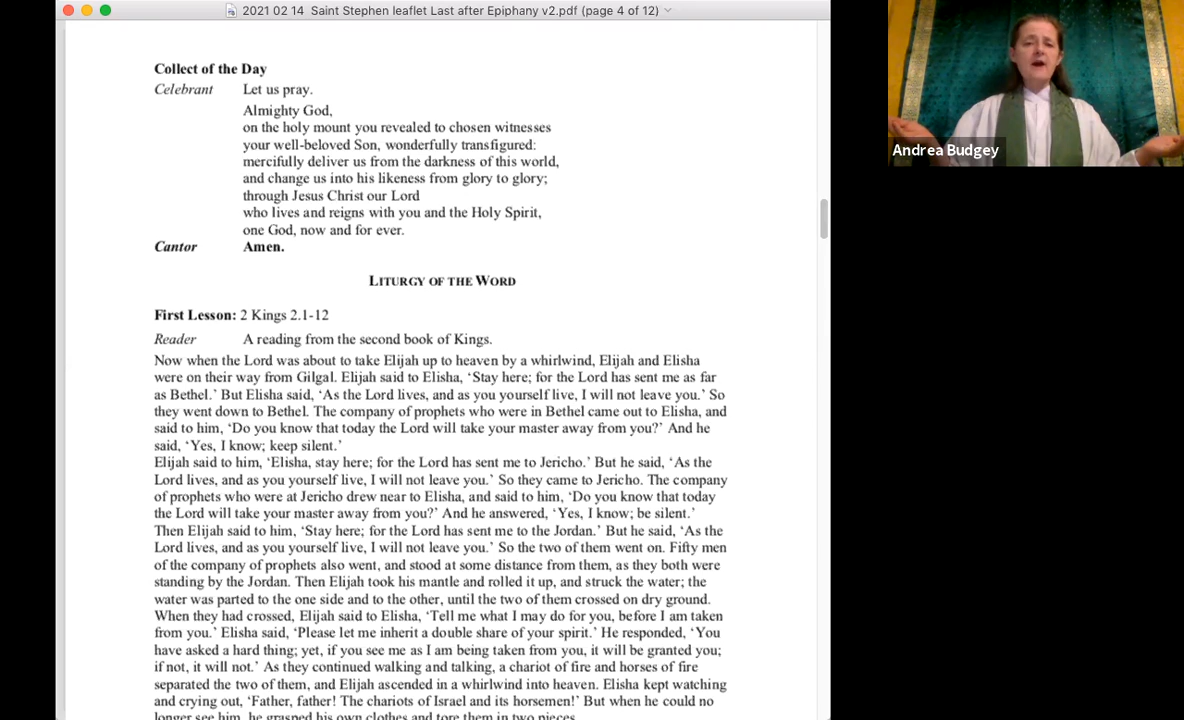 2021 02 14  Saint Stephen leaflet Last after Epiphany v2.pdf (page 4 of 12)
Collect of the Day
Celebrant Let us pray.
Almighty God,
on the holy mount you revealed to chosen witnesses
your well-beloved Son, wonderfully transfigured:
mercifully deliver us from the darkness of this world,
and change us into his likeness from glory to glory;
through Jesus Christ our Lord
who lives and reigns with you and the Holy Spirit,
one God, now and for ever.
Cantor Amen.
LITURGY OF THE WORD
First Lesson: 2 Kings 2.1-12
Reader A reading from the second book of Kings.
Now when the Lord was about to take Elijah up to heaven by a whirlwind, Elijah and Elisha
were on their way from Gilgal. Elijah said to Elisha, ‘Stay here; for the Lord has sent me as far
as Bethel.’ But Elisha said, ‘As the Lord lives, and as you yourself live, I will not leave you.’ So
they went down to Bethel. The company of prophets who were in Bethel came out to Elisha, and
said to him, ‘Do you know that today the Lord will take your master away from you?’ And he
said, ‘Yes, I know; keep silent.’
Elijah said to him, ‘Elisha, stay here; for the Lord has sent me to Jericho.’ But he said, ‘As the
Lord lives, and as you yourself live, I will not leave you.’ So they came to Jericho. The company
of prophets who were at Jericho drew near to Elisha, and said to him, ‘Do you know that today
the Lord will take your master away from you?’ And he answered, ‘Yes, I know; be silent.’
Then Elijah said to him, ‘Stay here; for the Lord has sent me to the Jordan.’ But he said, ‘As the
Lord lives, and as you yourself live, I will not leave you.’ So the two of them went on. Fifty men
of the company of prophets also went, and stood at some distance from them, as they both were
standing by the Jordan. Then Elijah took his mantle and rolled it up, and struck the water; the
water was parted to the one side and to the other, until the two of them crossed on dry ground.
When they had crossed, Elijah said to Elisha, ‘Tell me what I may do for you, before I am taken
from you.’ Elisha said, ‘Please let me inherit a double share of your spirit.’ He responded, ‘You
have asked a hard thing; yet, if you see me as I am being taken from you, it will be granted you;
if not, it will not.’ As they continued walking and talking, a chariot of fire and horses of fire
separated the two of them, and Elijah ascended in a whirlwind into heaven. Elisha kept watching
and crying out, ‘Father, father! The chariots of Israel and its horsemen!’ But when he could no
longer see him, he grasped his own clothes and tore them in two pieces.
Andrea Budgey